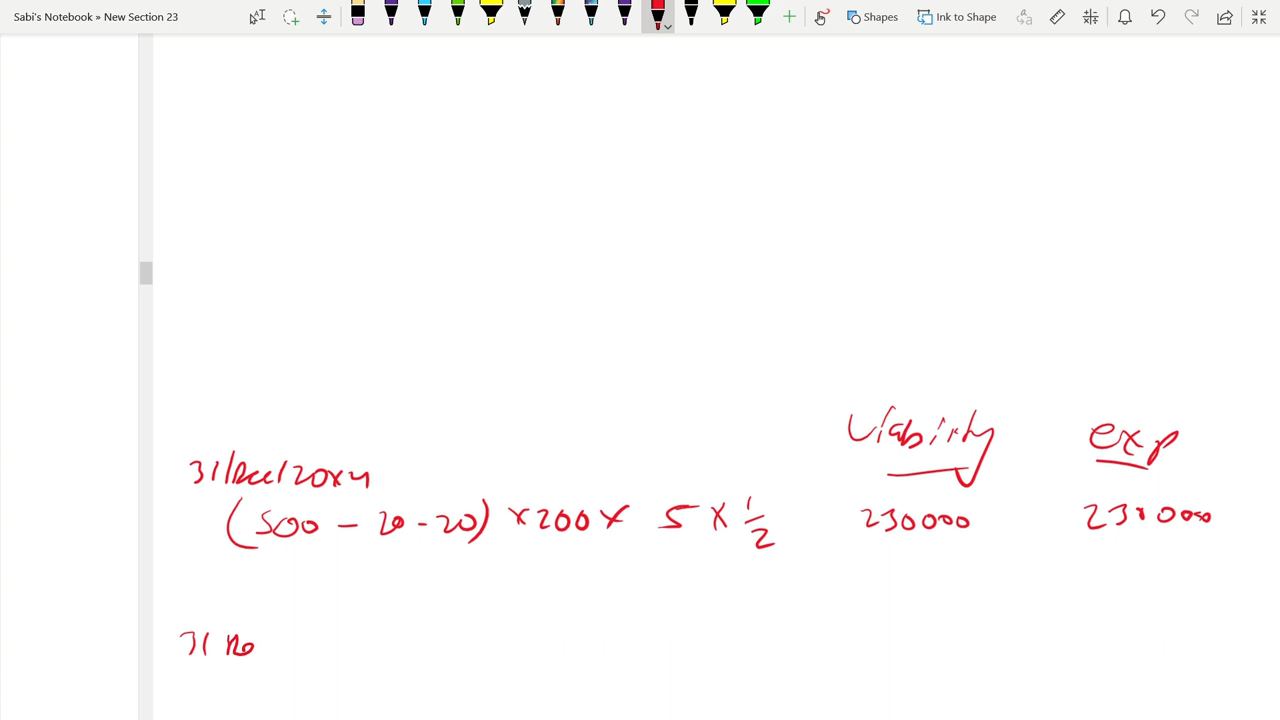 Sabi's Notebook » New Section 23
Shapes Ink to Shape
Liability exp
31/Dec/20x4
(500 - 20 - 20) × 200 × 5 × 1/2 230000 230000
31